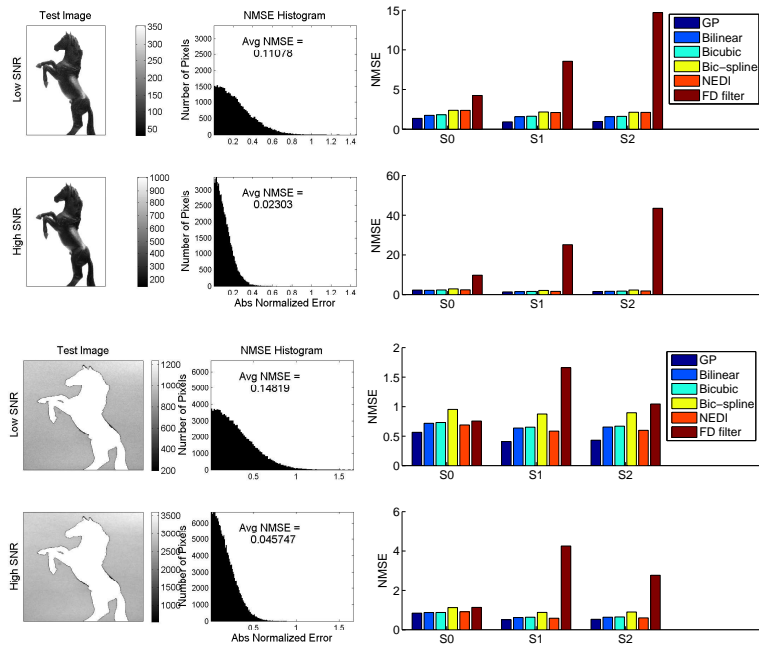 Test Image
NMSE Histogram
Low SNR
350
300
250
200
150
100
50
Number of Pixels
3000
2500
2000
1500
1000
500
0
Avg NMSE =
0.11078
0.2 0.4 0.6 0.8 1 1.2 1.4
NMSE
15
10
5
0
S0 S1 S2
GP
Bilinear
Bicubic
Bic-spline
NEDI
FD filter
High SNR
1000
900
800
700
600
500
400
300
200
Number of Pixels
3000
2500
2000
1500
1000
500
0
Avg NMSE =
0.02303
0.2 0.4 0.6 0.8 1 1.2 1.4
Abs Normalized Error
NMSE
60
40
20
0
S0 S1 S2
Test Image
NMSE Histogram
Low SNR
1200
1000
800
600
400
200
Number of Pixels
6000
5000
4000
3000
2000
1000
0
Avg NMSE =
0.14819
0.5 1 1.5
NMSE
2
1.5
1
0.5
0
S0 S1 S2
GP
Bilinear
Bicubic
Bic-spline
NEDI
FD filter
High SNR
3500
3000
2500
2000
1500
1000
Number of Pixels
6000
5000
4000
3000
2000
1000
0
Avg NMSE =
0.045747
0.5 1 1.5
Abs Normalized Error
NMSE
6
4
2
0
S0 S1 S2